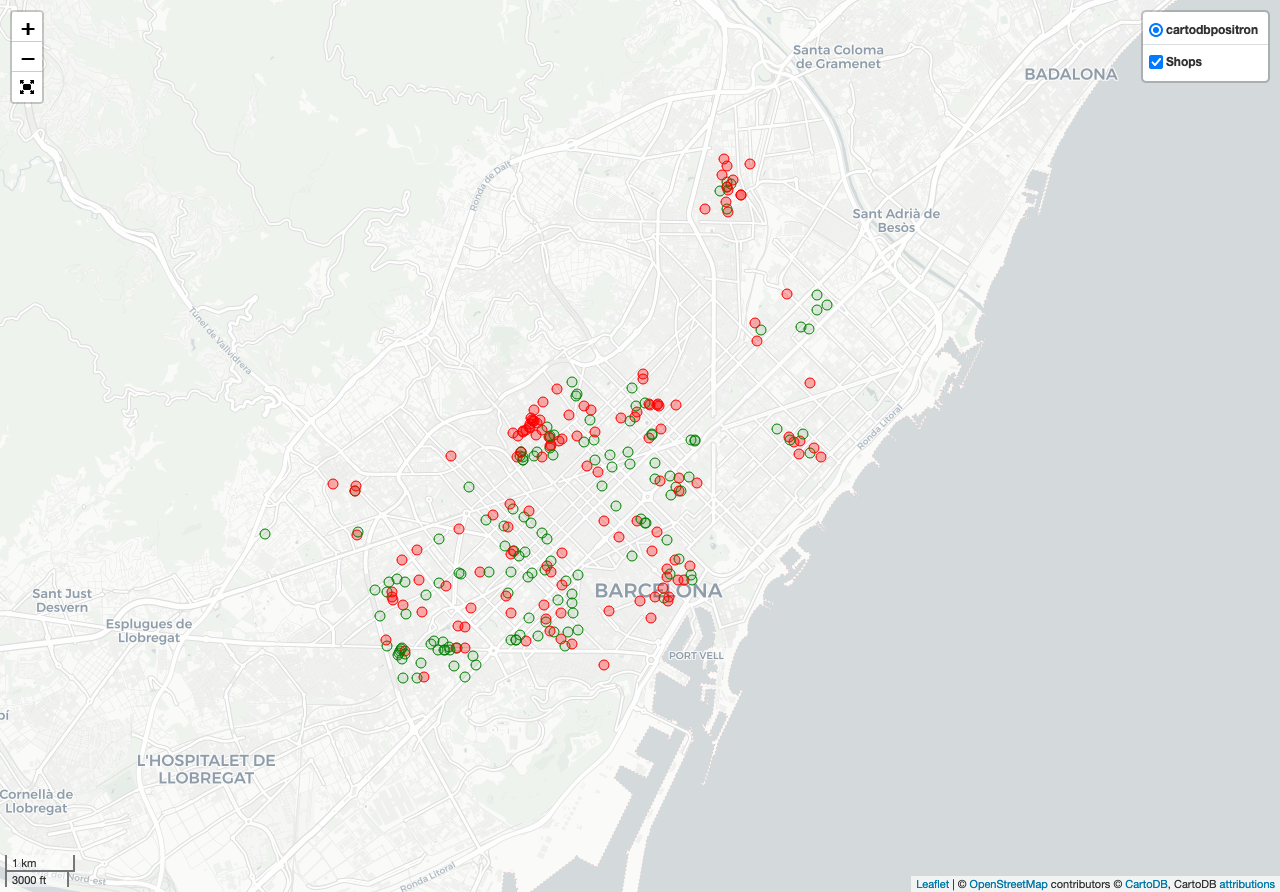 +
−
cartodbpositron
Shops
Santa Coloma
de Gramenet
BADALONA
Ronda de Dalt
Sant Adrià de
Besòs
Túnel de Vallvidrera
Ronda Litoral
Sant Just
Desvern
BARCELONA
Esplugues de
Llobregat
PORT VELL
L'HOSPITALET DE
LLOBREGAT
Cornellà de
Llobregat
1 km
3000 ft
Ronda Litoral
Leaflet | © OpenStreetMap contributors © CartoDB, CartoDB attributions